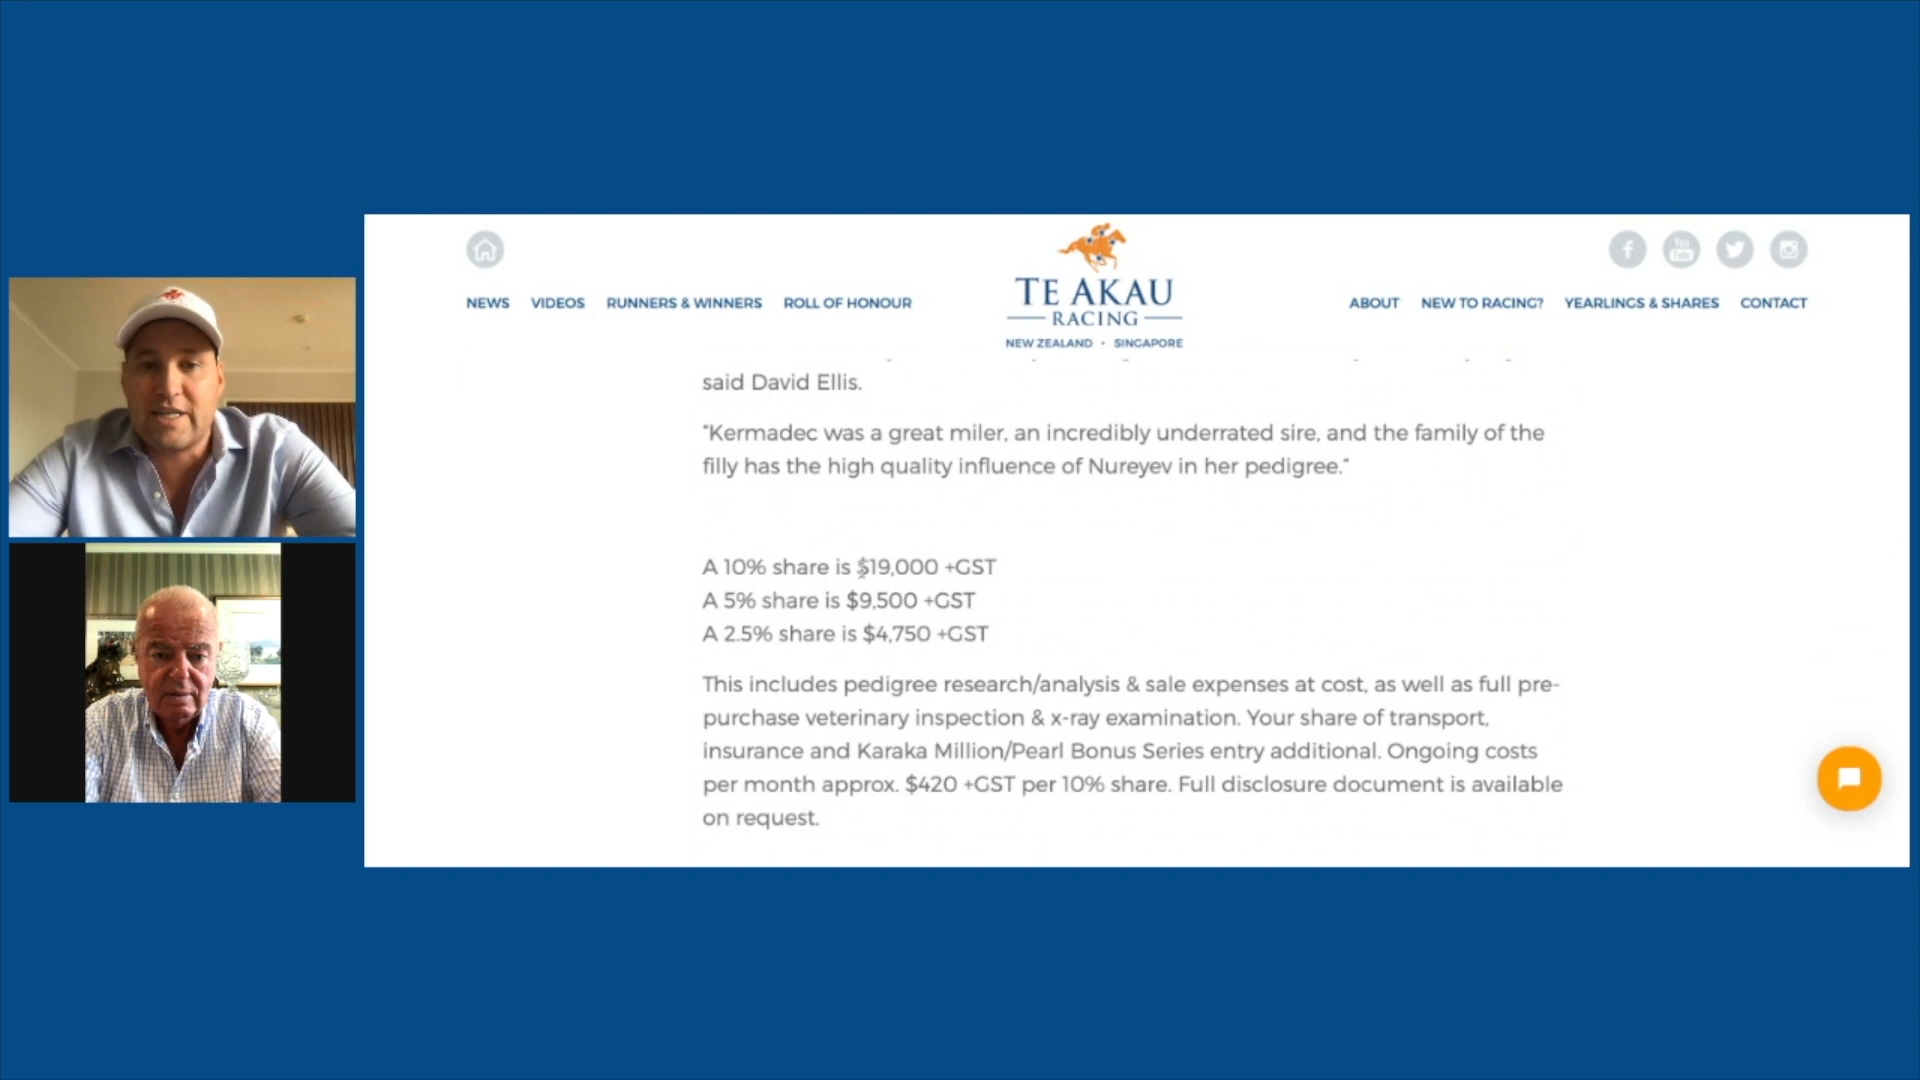 NEWS VIDEOS RUNNERS & WINNERS ROLL OF HONOUR
TE AKAU
RACING
NEW ZEALAND • SINGAPORE
ABOUT NEW TO RACING? YEARLINGS & SHARES CONTACT
f
You
Tube
said David Ellis.
"Kermadec was a great miler, an incredibly underrated sire, and the family of the
filly has the high quality influence of Nureyev in her pedigree."
A 10% share is $19,000 +GST
A 5% share is $9,500 +GST
A 2.5% share is $4,750 +GST
This includes pedigree research/analysis & sale expenses at cost, as well as full pre-
purchase veterinary inspection & x-ray examination. Your share of transport,
insurance and Karaka Million/Pearl Bonus Series entry additional. Ongoing costs
per month approx. $420 +GST per 10% share. Full disclosure document is available
on request.